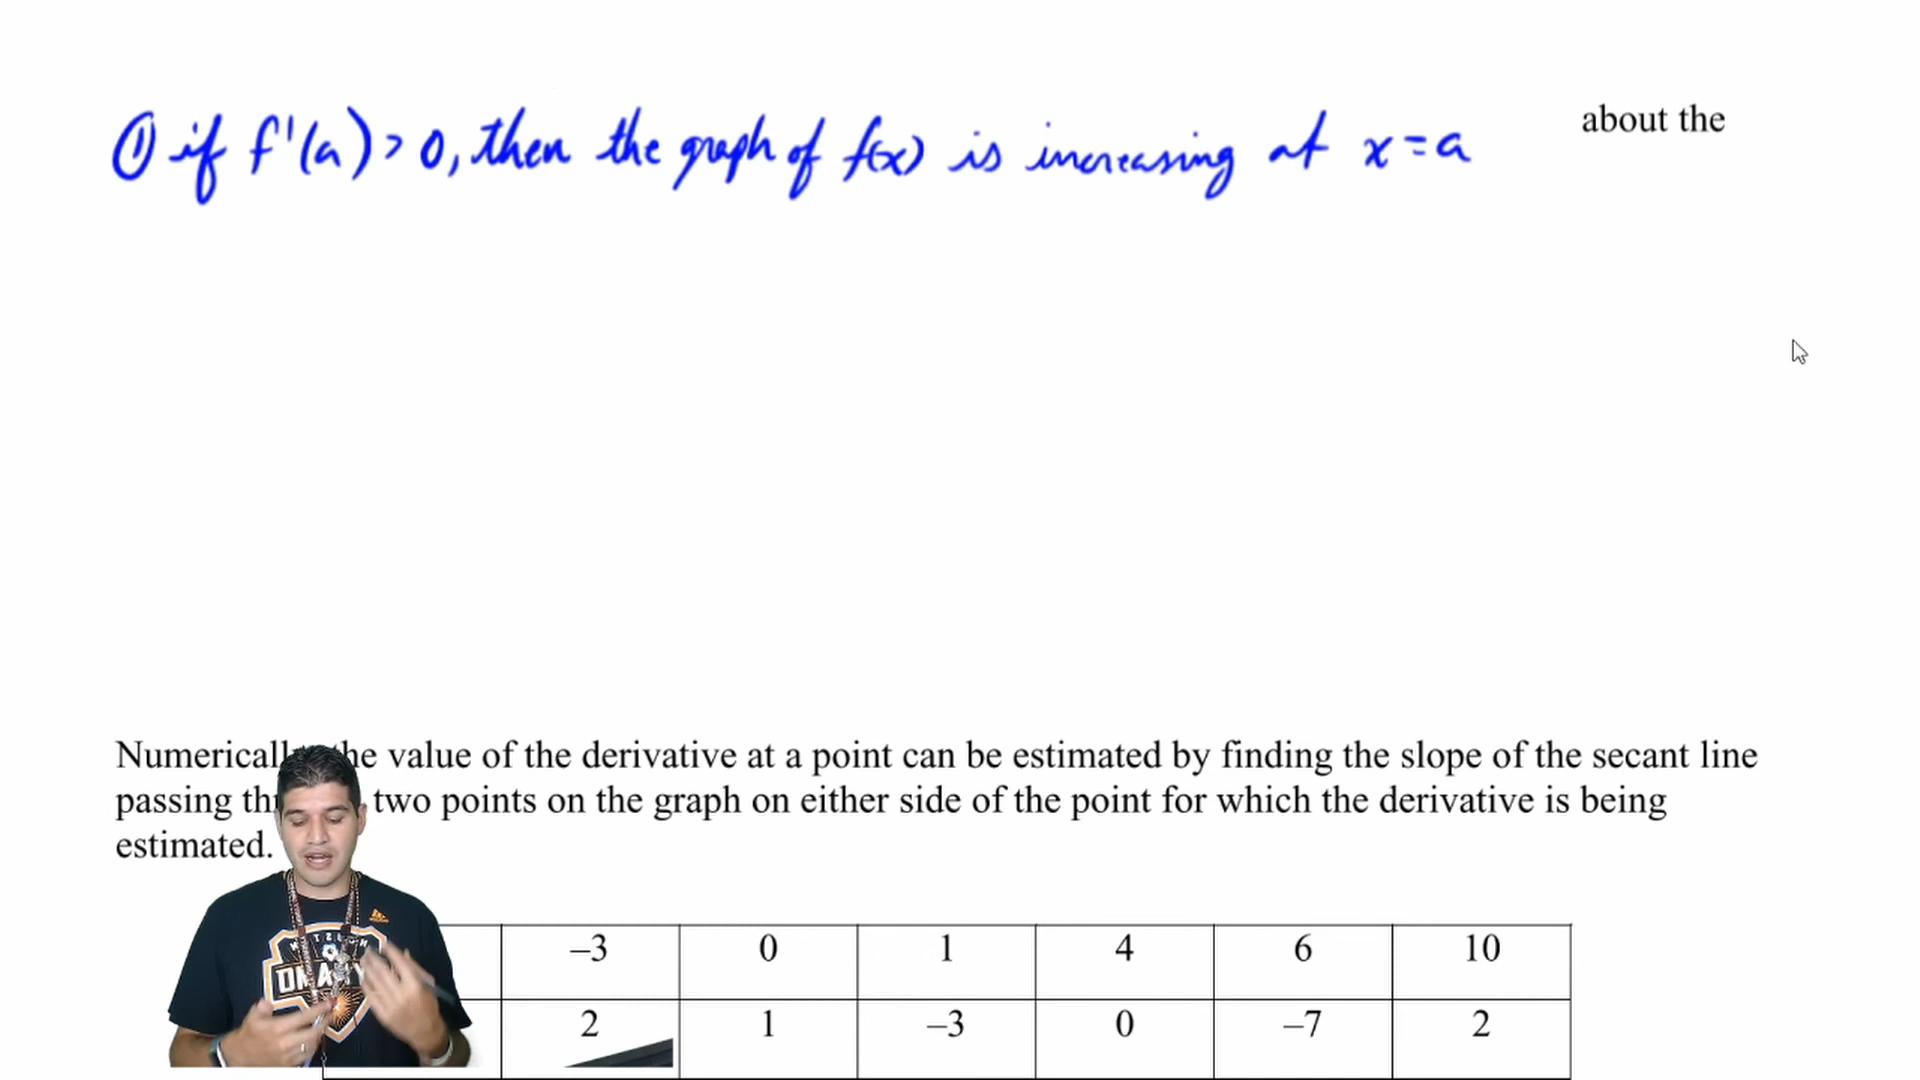 ① if f'(a) > 0, then the graph of f(x) is increasing at x = a
about the
Numerically the value of the derivative at a point can be estimated by finding the slope of the secant line
passing two points on the graph on either side of the point for which the derivative is being
estimated.
–3 0 1 4 6 10
2 1 –3 0 –7 2